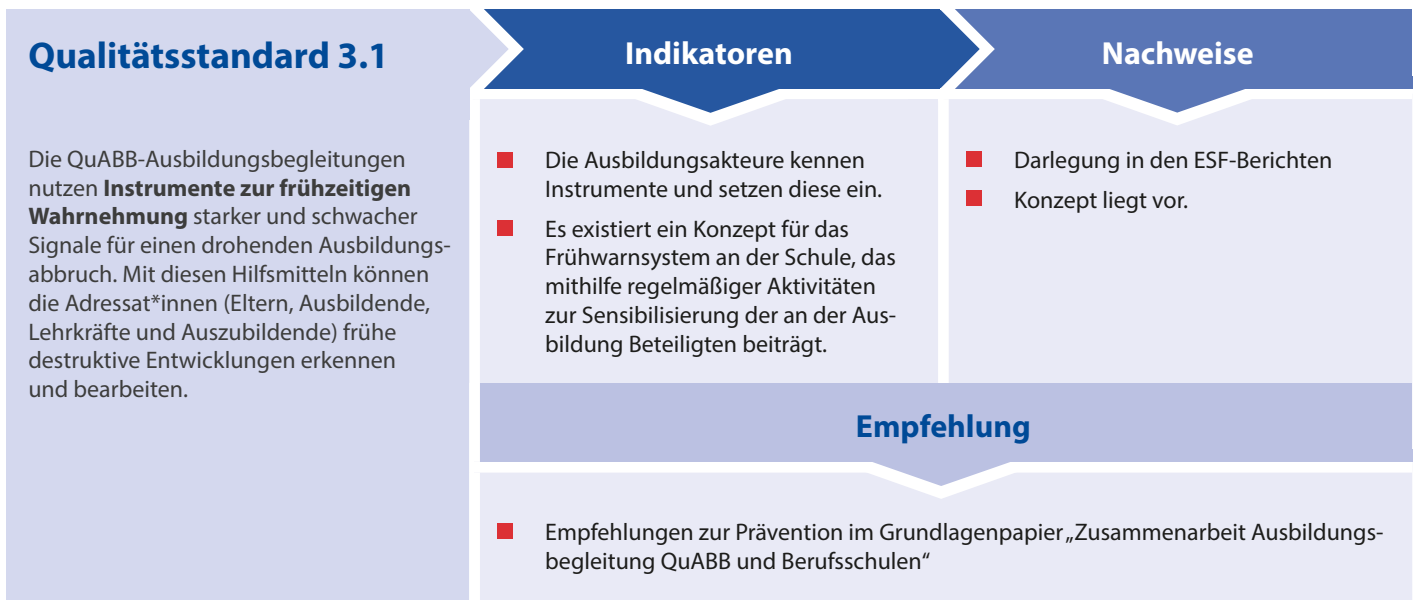 Qualitätsstandard 3.1
Die QuABB-Ausbildungsbegleitungen
nutzen Instrumente zur frühzeitigen
Wahrnehmung starker und schwacher
Signale für einen drohenden Ausbildungs-
abbruch. Mit diesen Hilfsmitteln können
die Adressat*innen (Eltern, Ausbildende,
Lehrkräfte und Auszubildende) frühe
destruktive Entwicklungen erkennen
und bearbeiten.
Indikatoren
Die Ausbildungsakteure kennen
Instrumente und setzen diese ein.
Es existiert ein Konzept für das
Frühwarnsystem an der Schule, das
mithilfe regelmäßiger Aktivitäten
zur Sensibilisierung der an der Aus-
bildung Beteiligten beiträgt.
Nachweise
Darlegung in den ESF-Berichten
Konzept liegt vor.
Empfehlung
Empfehlungen zur Prävention im Grundlagenpapier „Zusammenarbeit Ausbildungs-
begleitung QuABB und Berufsschulen“